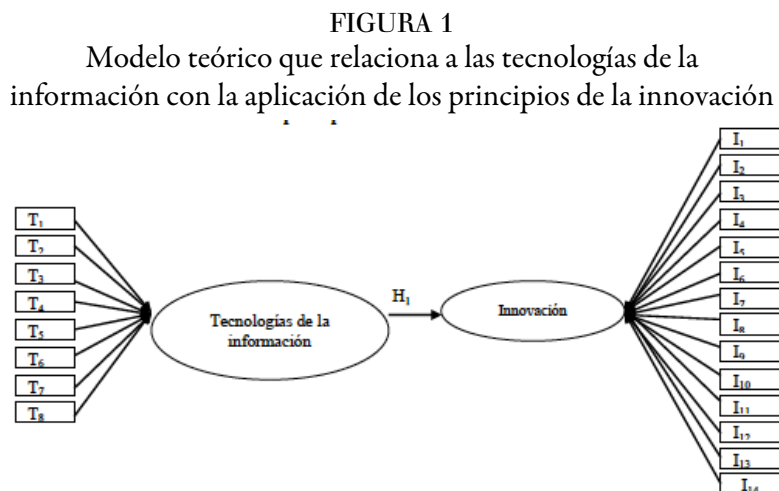 FIGURA 1
Modelo teórico que relaciona a las tecnologías de la
información con la aplicación de los principios de la innovación
T₁
T₂
T₃
T₄
T₅
T₆
T₇
T₈
Tecnologías de la
información
H₁
Innovación
I₁
I₂
I₃
I₄
I₅
I₆
I₇
I₈
I₉
I₁₀
I₁₁
I₁₂
I₁₃
I₁₄